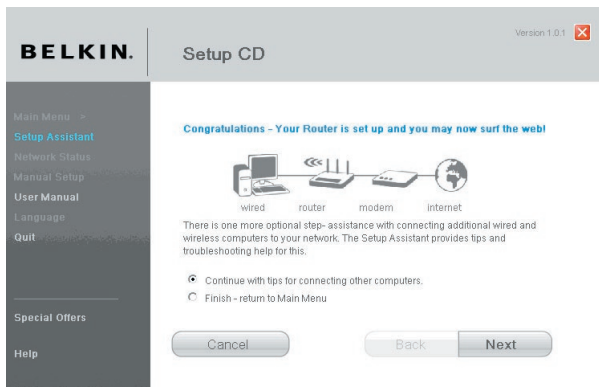 Version 1.0.1
BELKIN.
Setup CD
Main Menu >
Setup Assistant
Network Status
Manual Setup
User Manual
Language
Quit
Special Offers
Help
Congratulations - Your Router is set up and you may now surf the web!
wired
router
modem
internet
There is one more optional step- assistance with connecting additional wired and
wireless computers to your network. The Setup Assistant provides tips and
troubleshooting help for this.
Continue with tips for connecting other computers.
Finish - return to Main Menu
Cancel
Back
Next